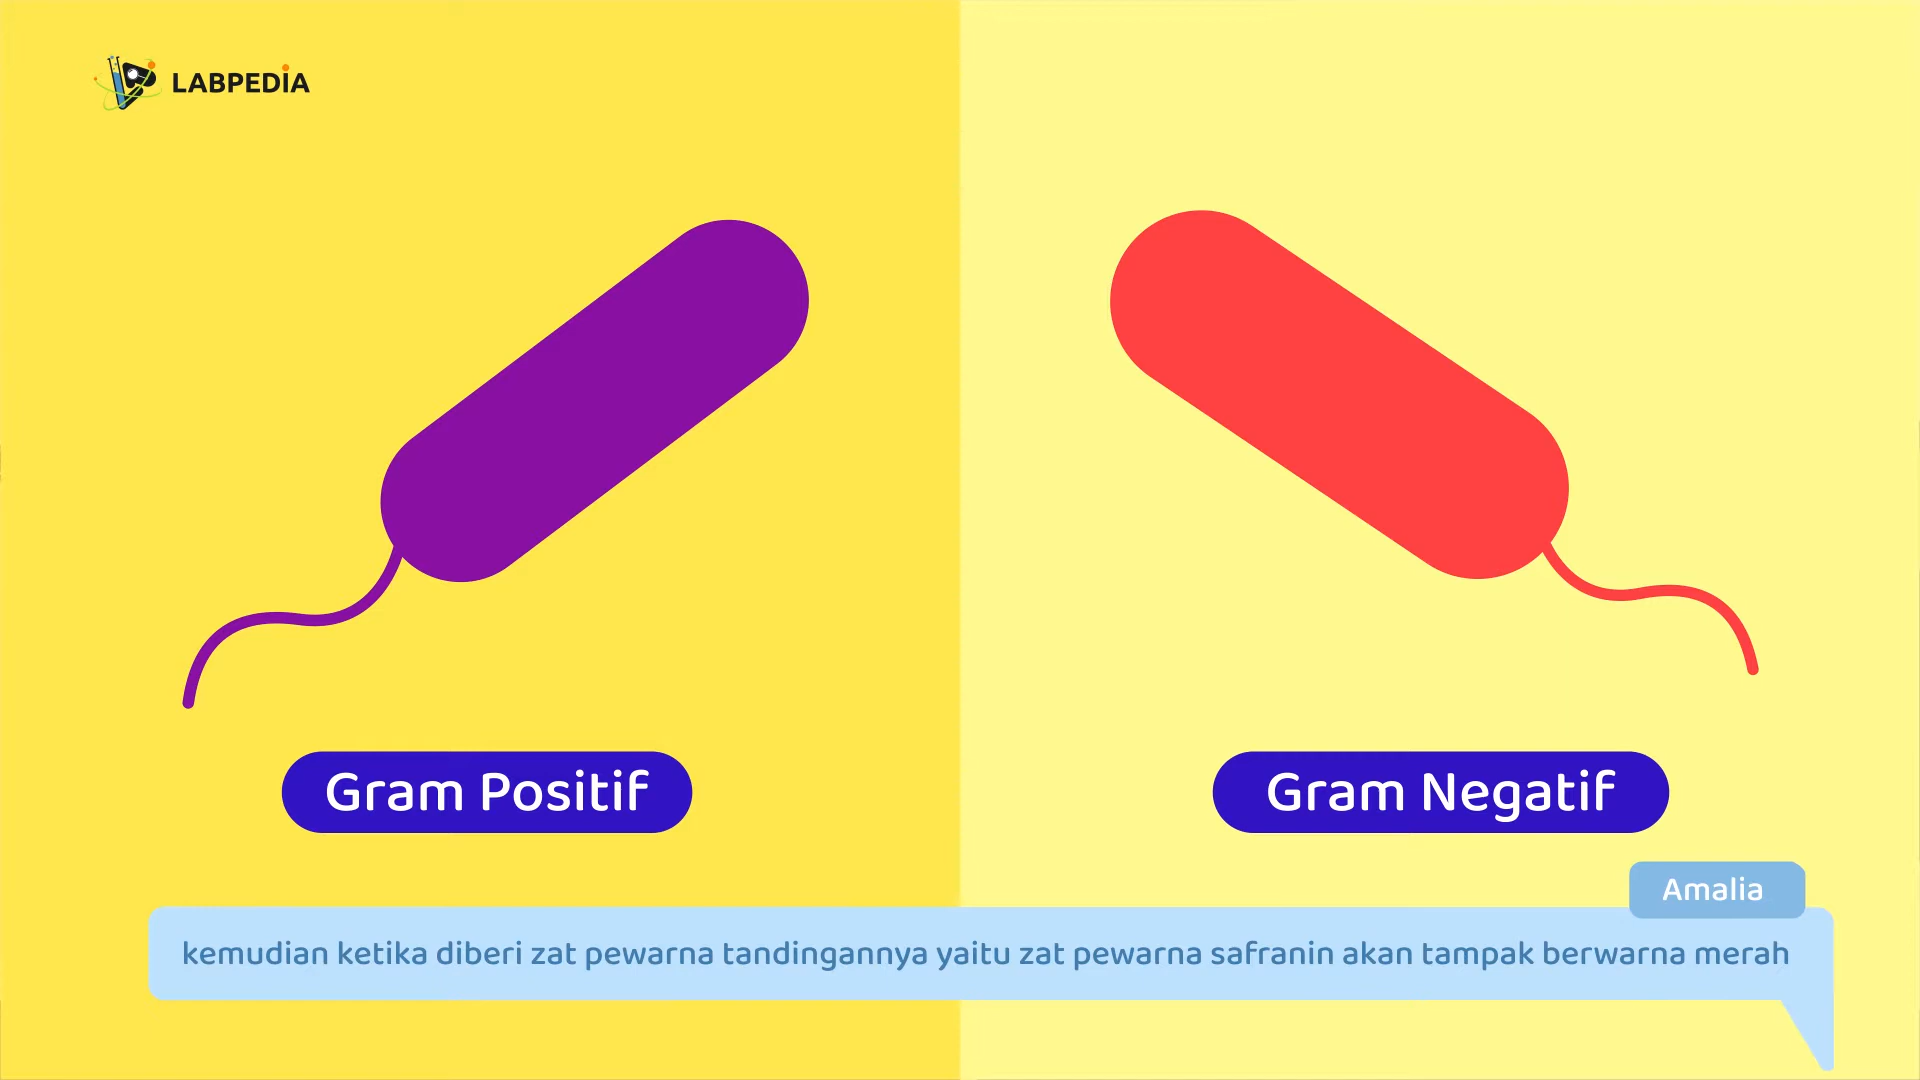 LABPEDIA
Gram Positif
Gram Negatif
Amalia
kemudian ketika diberi zat pewarna tandingannya yaitu zat pewarna safranin akan tampak berwarna merah